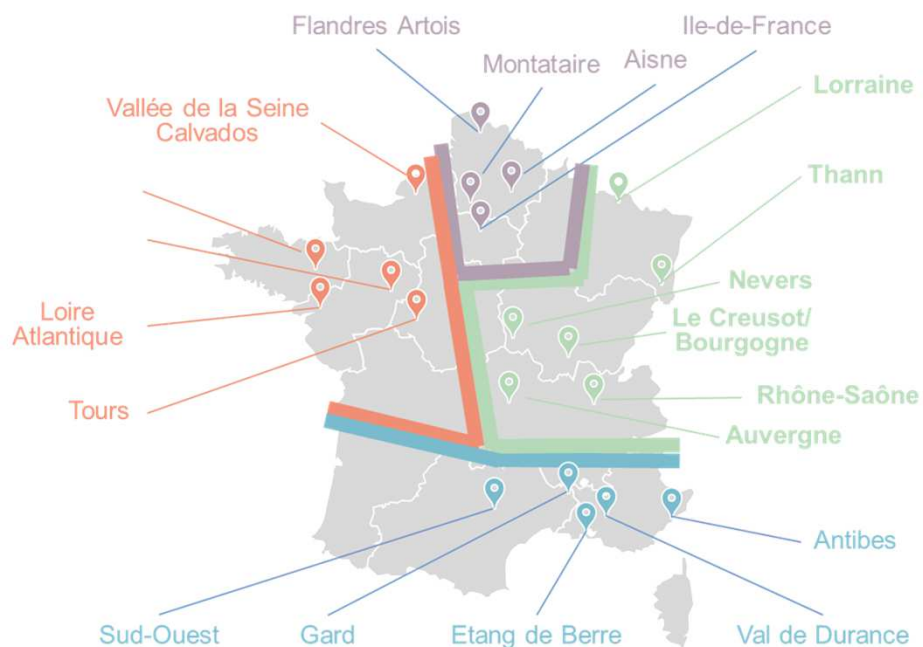 Flandres Artois
Ile-de-France
Montataire
Aisne
Lorraine
Vallée de la Seine
Calvados
Thann
Nevers
Loire
Atlantique
Le Creusot/
Bourgogne
Tours
Rhône-Saône
Auvergne
Antibes
Sud-Ouest
Gard
Etang de Berre
Val de Durance